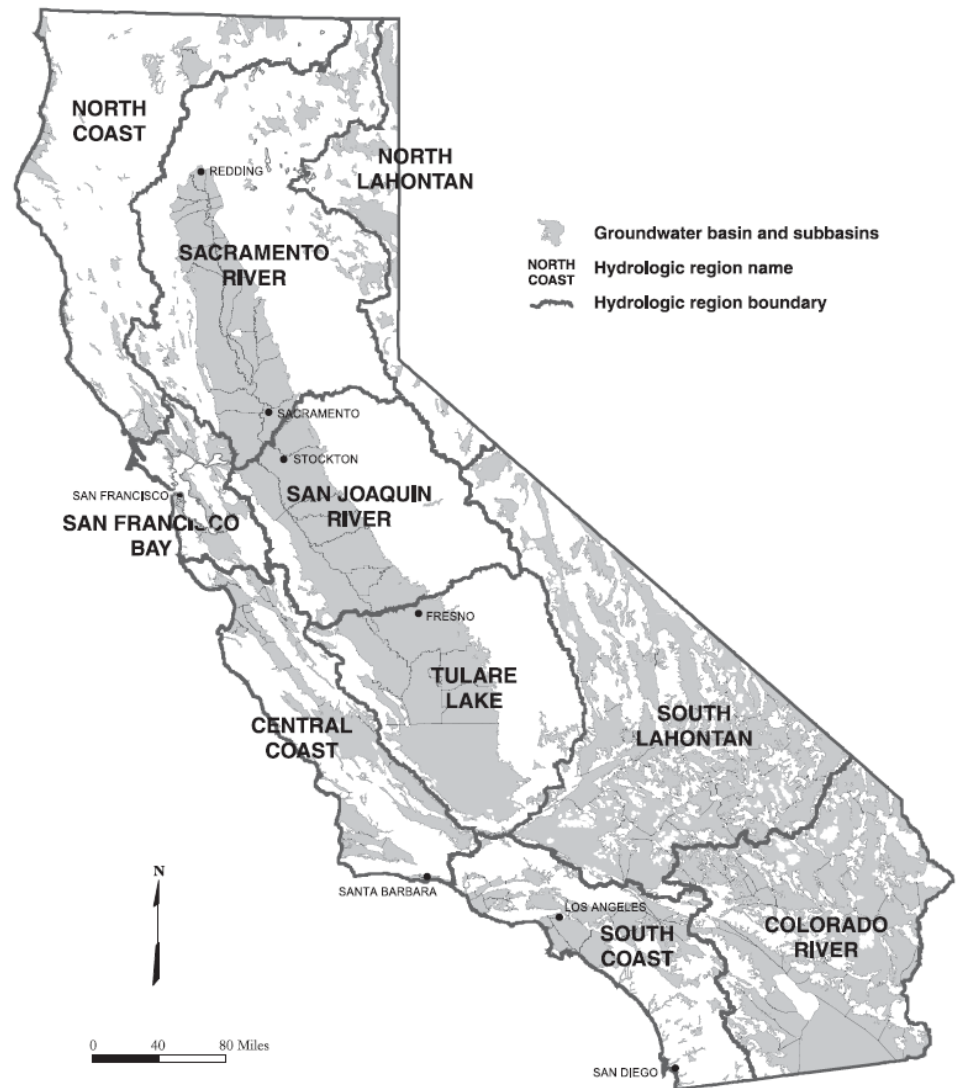 NORTH
COAST
REDDING
NORTH
LAHONTAN
SACRAMENTO
RIVER
Groundwater basin and subbasins
NORTH
COAST
Hydrologic region name
Hydrologic region boundary
SACRAMENTO
STOCKTON
SAN FRANCISCO
SAN FRANCISCO
BAY
SAN JOAQUIN
RIVER
FRESNO
TULARE
LAKE
CENTRAL
COAST
SOUTH
LAHONTAN
SANTA BARBARA
LOS ANGELES
SOUTH
COAST
COLORADO
RIVER
N
0 40 80 Miles
SAN DIEGO